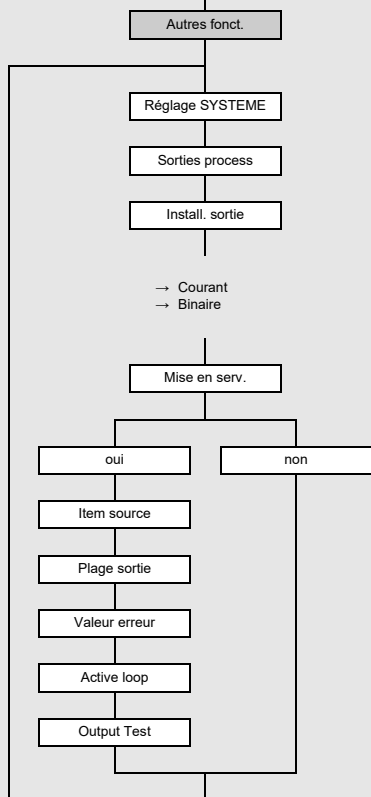 Autres fonct.
Réglage SYSTEME
Sorties process
Install. sortie
→ Courant
→ Binaire
Mise en serv.
oui
non
Item source
Plage sortie
Valeur erreur
Active loop
Output Test